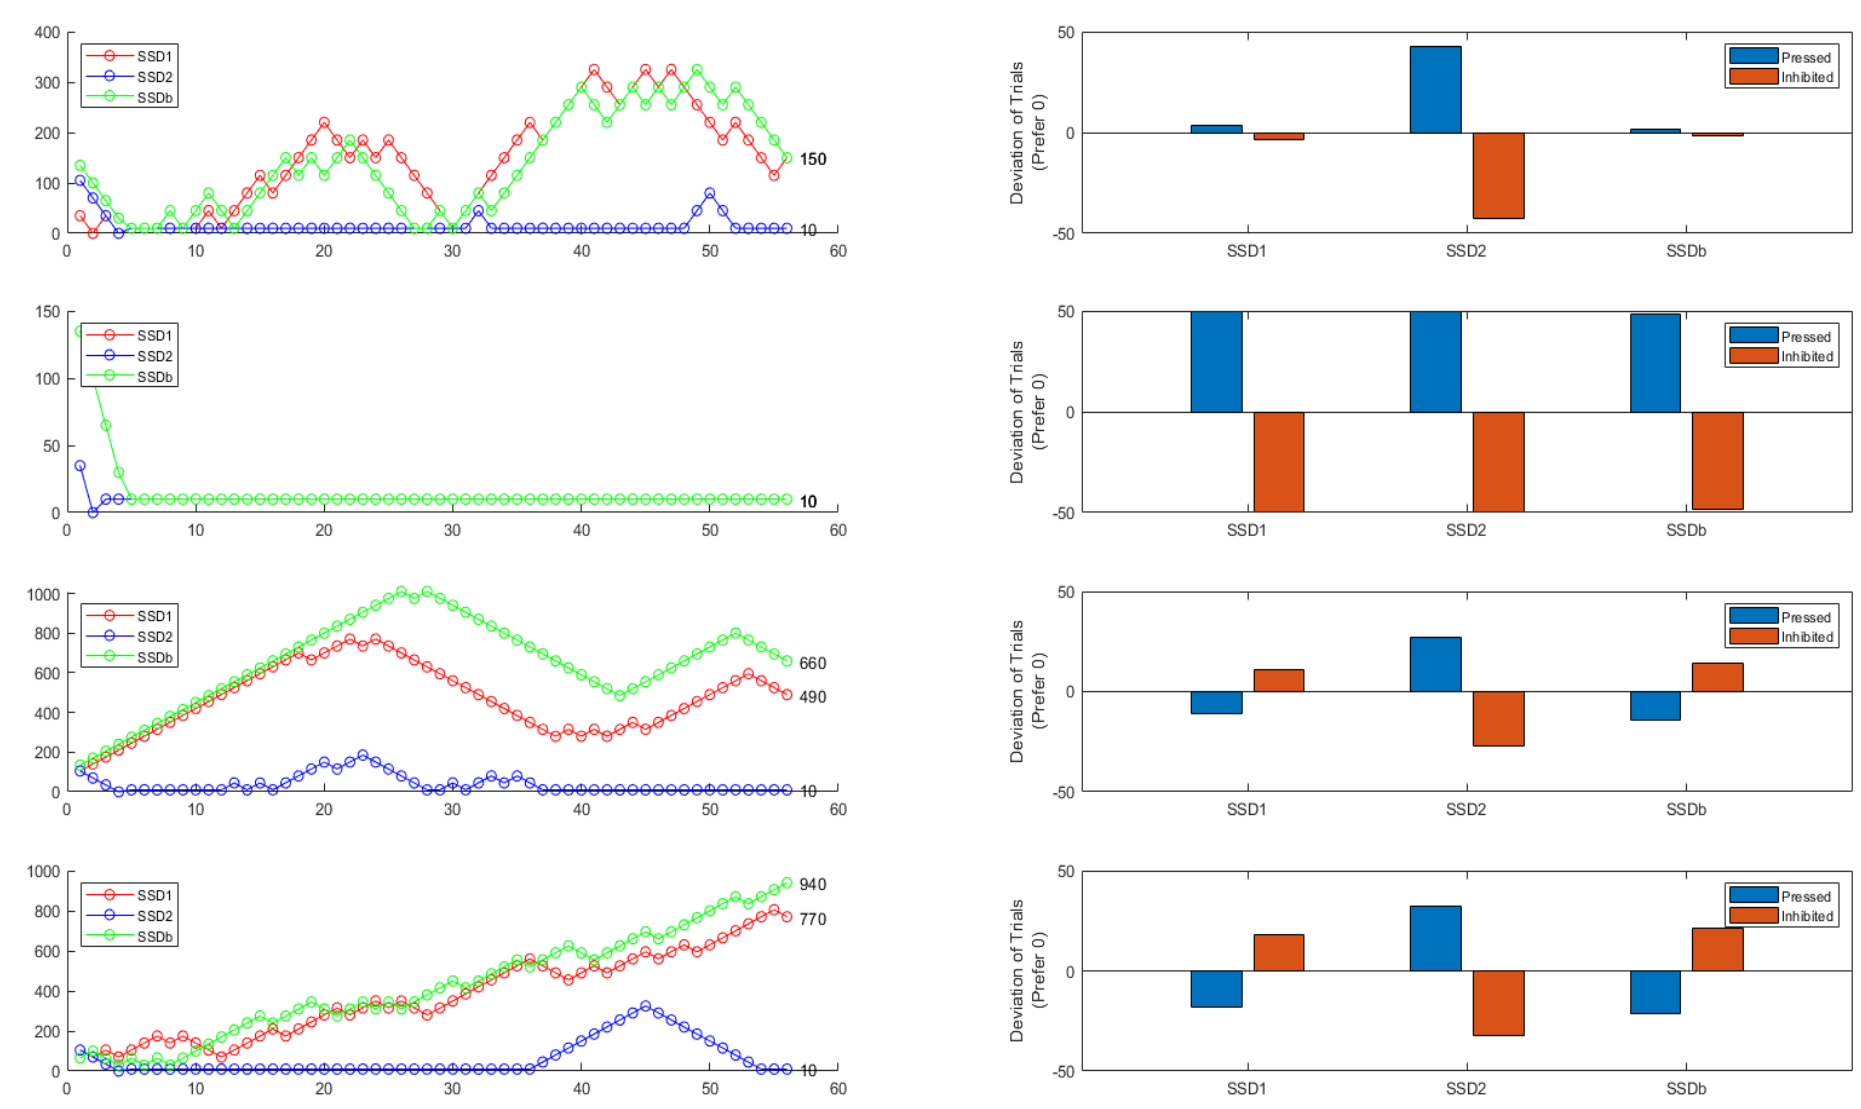 400
300
200
100
0
SSD1
SSD2
SSDb
150
10
0 10 20 30 40 50 60
50
0
-50
Deviation of Trials
(Prefer 0)
Pressed
Inhibited
SSD1 SSD2 SSDb
150
100
50
0
SSD1
SSD2
SSDb
10
0 10 20 30 40 50 60
50
0
-50
Deviation of Trials
(Prefer 0)
Pressed
Inhibited
SSD1 SSD2 SSDb
1000
800
600
400
200
0
SSD1
SSD2
SSDb
660
490
10
0 10 20 30 40 50 60
50
0
-50
Deviation of Trials
(Prefer 0)
Pressed
Inhibited
SSD1 SSD2 SSDb
1000
800
600
400
200
0
SSD1
SSD2
SSDb
940
770
10
0 10 20 30 40 50 60
50
0
-50
Deviation of Trials
(Prefer 0)
Pressed
Inhibited
SSD1 SSD2 SSDb